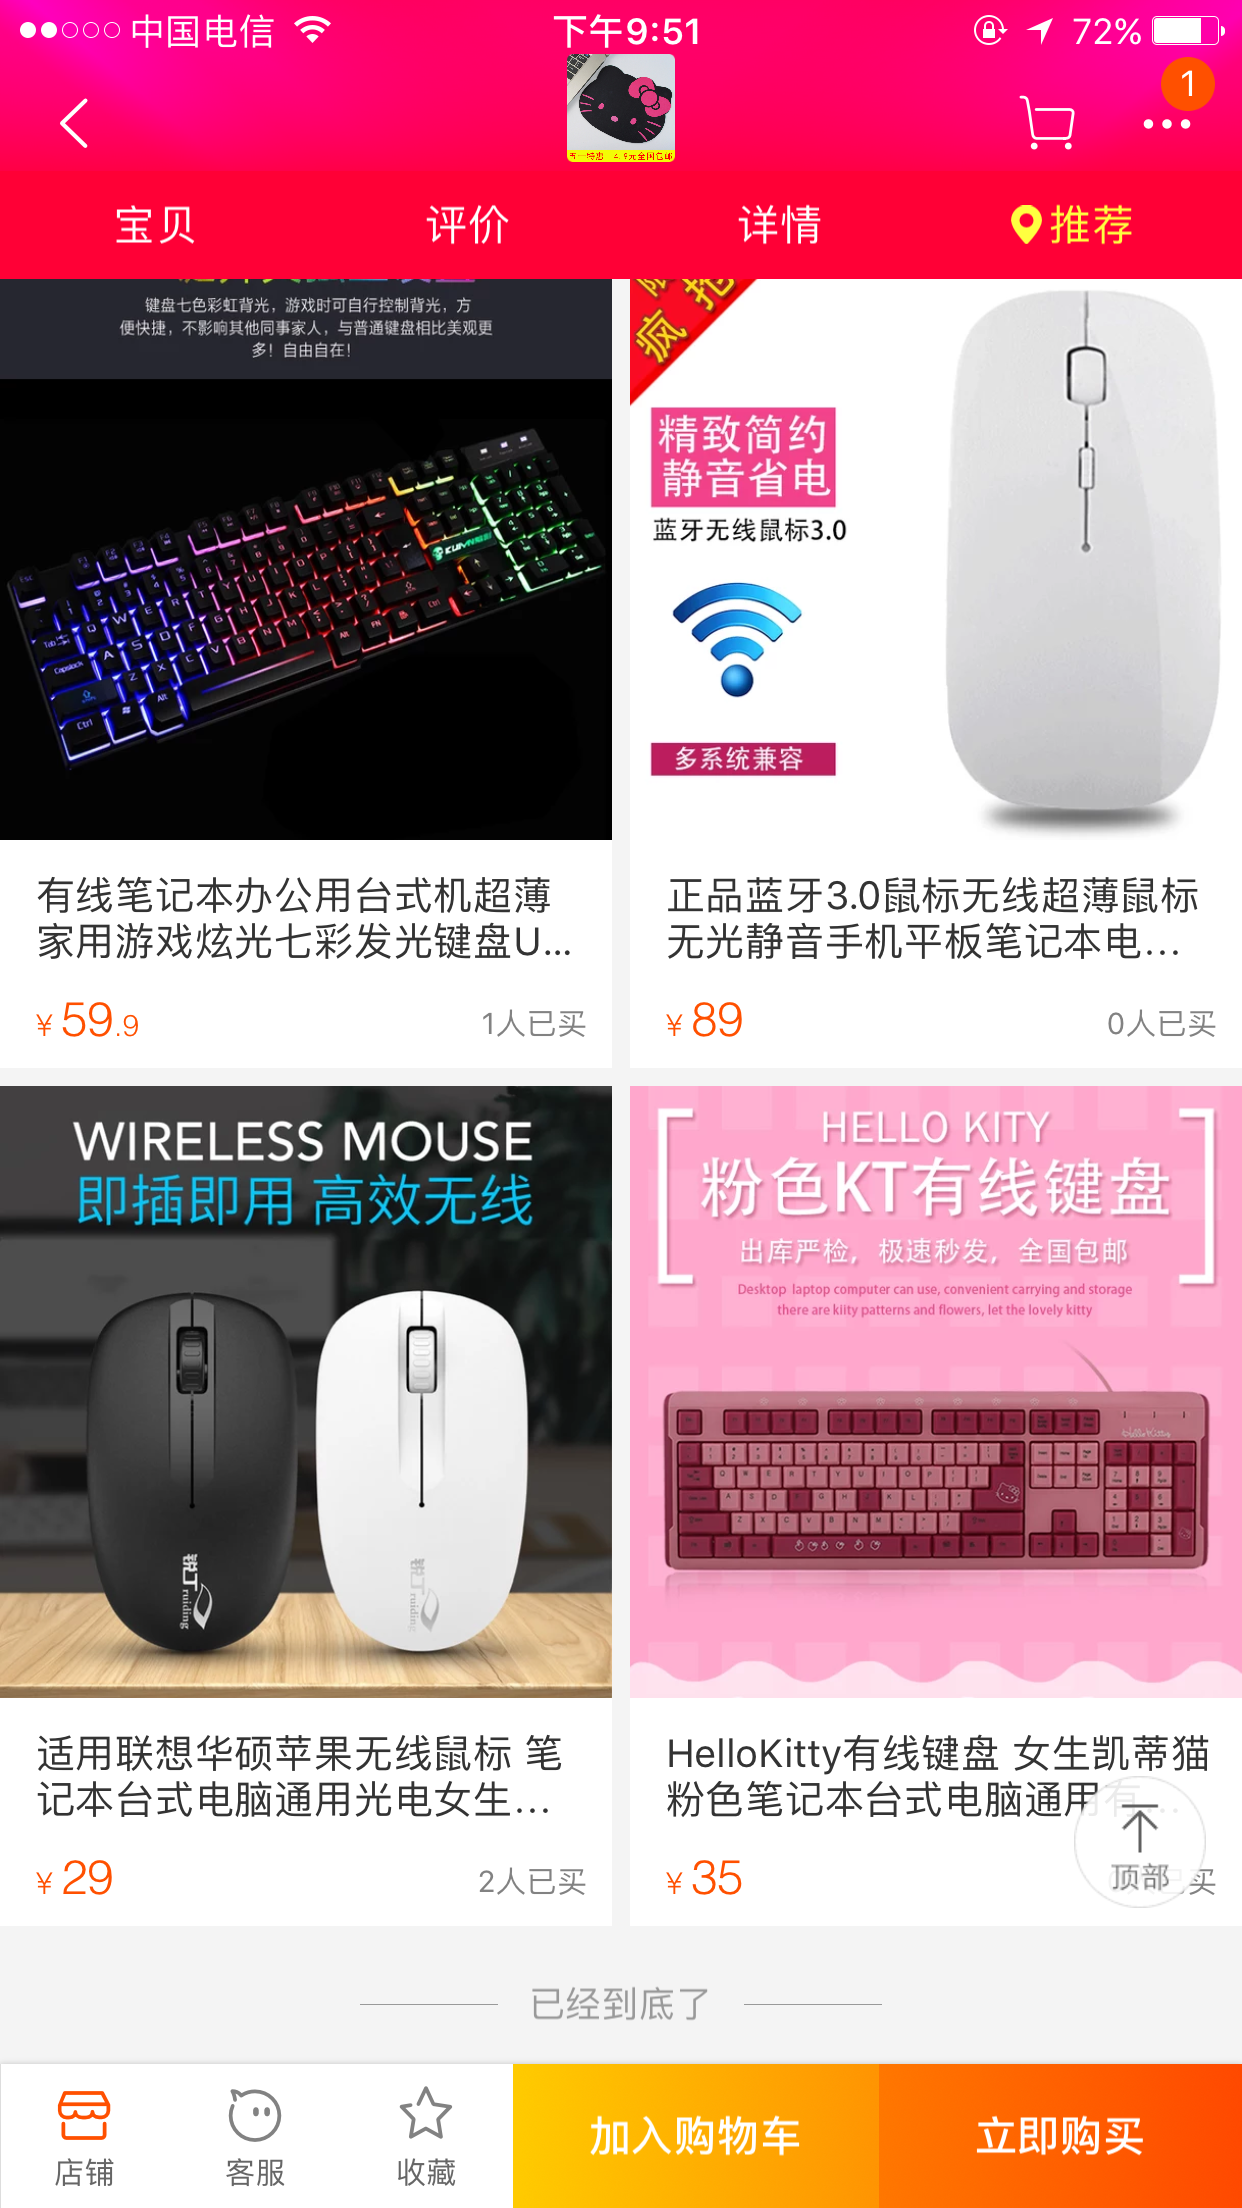 中国电信
下午9:51
72%
1
宝贝
评价
详情
推荐
键盘七色彩虹背光，游戏时可自行控制背光，方
便快捷，不影响其他同事家人，与普通键盘相比美观更
多！自由自在！
疯抢
精致简约
静音省电
蓝牙无线鼠标3.0
多系统兼容
有线笔记本办公用台式机超薄
家用游戏炫光七彩发光键盘U...
¥59.9
1人已买
正品蓝牙3.0鼠标无线超薄鼠标
无光静音手机平板笔记本电...
¥89
0人已买
WIRELESS MOUSE
即插即用 高效无线
锐丁
ruiding
锐丁
ruiding
适用联想华硕苹果无线鼠标 笔
记本台式电脑通用光电女生...
¥29
2人已买
HELLO KITY
粉色KT有线键盘
出库严检，极速秒发，全国包邮
Desktop laptop computer can use, convenient carrying and storage
there are kiity patterns and flowers, let the lovely kitty
HelloKitty
HelloKitty有线键盘 女生凯蒂猫
粉色笔记本台式电脑通用有...
¥35
已买
顶部
已经到底了
店铺
客服
收藏
加入购物车
立即购买